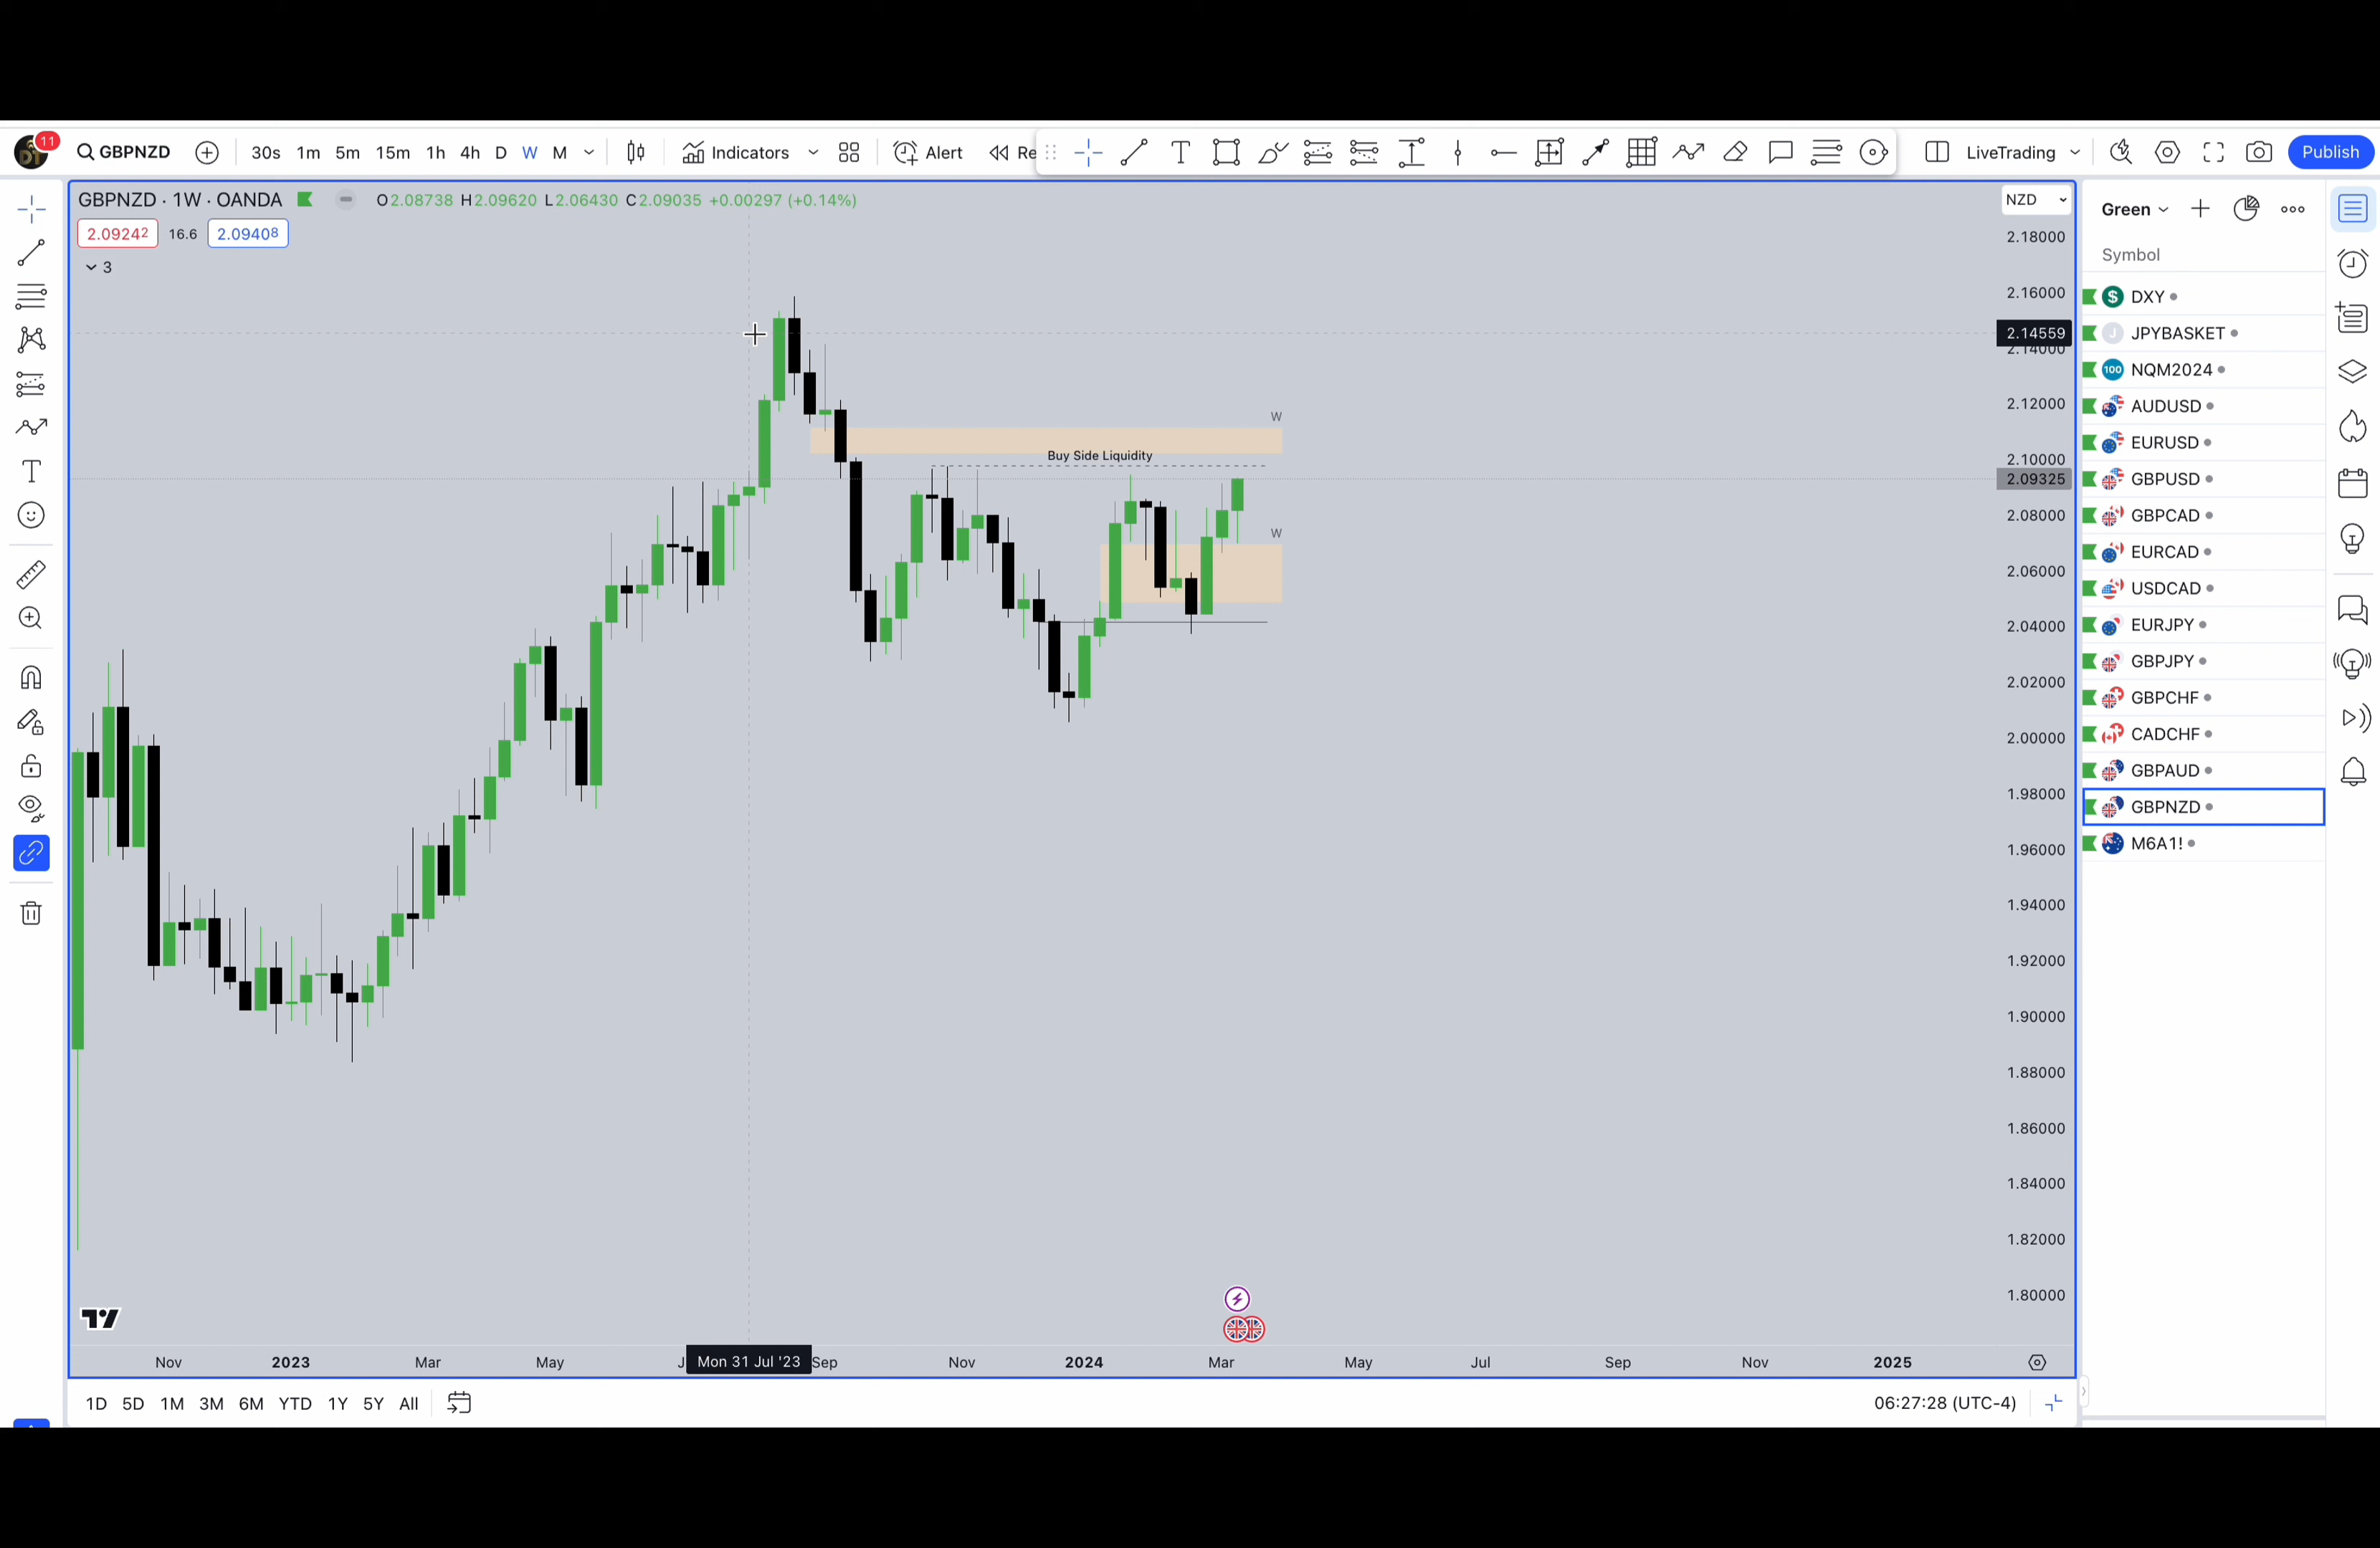 11 GBPNZD 30s 1m 5m 15m 1h 4h D W M Indicators Alert Re LiveTrading Publish
GBPNZD · 1W · OANDA O2.08738 H2.09620 L2.06430 C2.09035 +0.00297 (+0.14%)
2.09242 16.6 2.09408
3
NZD
2.18000
2.16000
2.14559
2.14000
2.12000
2.10000
2.09325
2.08000
2.06000
2.04000
2.02000
2.00000
1.98000
1.96000
1.94000
1.92000
1.90000
1.88000
1.86000
1.84000
1.82000
1.80000
W
Buy Side Liquidity
W
Nov 2023 Mar May J Mon 31 Jul '23 Sep Nov 2024 Mar May Jul Sep Nov 2025
1D 5D 1M 3M 6M YTD 1Y 5Y All 06:27:28 (UTC-4)
Green
Symbol
DXY
JPYBASKET
100 NQM2024
AUDUSD
EURUSD
GBPUSD
GBPCAD
EURCAD
USDCAD
EURJPY
GBPJPY
GBPCHF
CADCHF
GBPAUD
GBPNZD
M6A1!